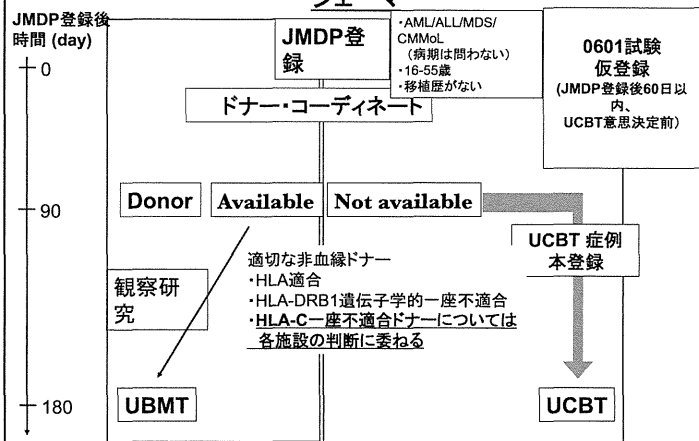 シェーマ
JMDP登録後
時間 (day)
JMDP登
録
・AML/ALL/MDS/
CMMoL
(病期は問わない)
・16-55歳
・移植歴がない
0601試験
仮登録
(JMDP登録後60日以
内、
UCBT意思決定前)
0
ドナー・コーディネート
Donor
Available
Not available
90
UCBT 症例
本登録
適切な非血縁ドナー
・HLA適合
・HLA-DRB1遺伝子学的一座不適合
・HLA-C一座不適合ドナーについては
各施設の判断に委ねる
観察研
究
180
UBMT
UCBT